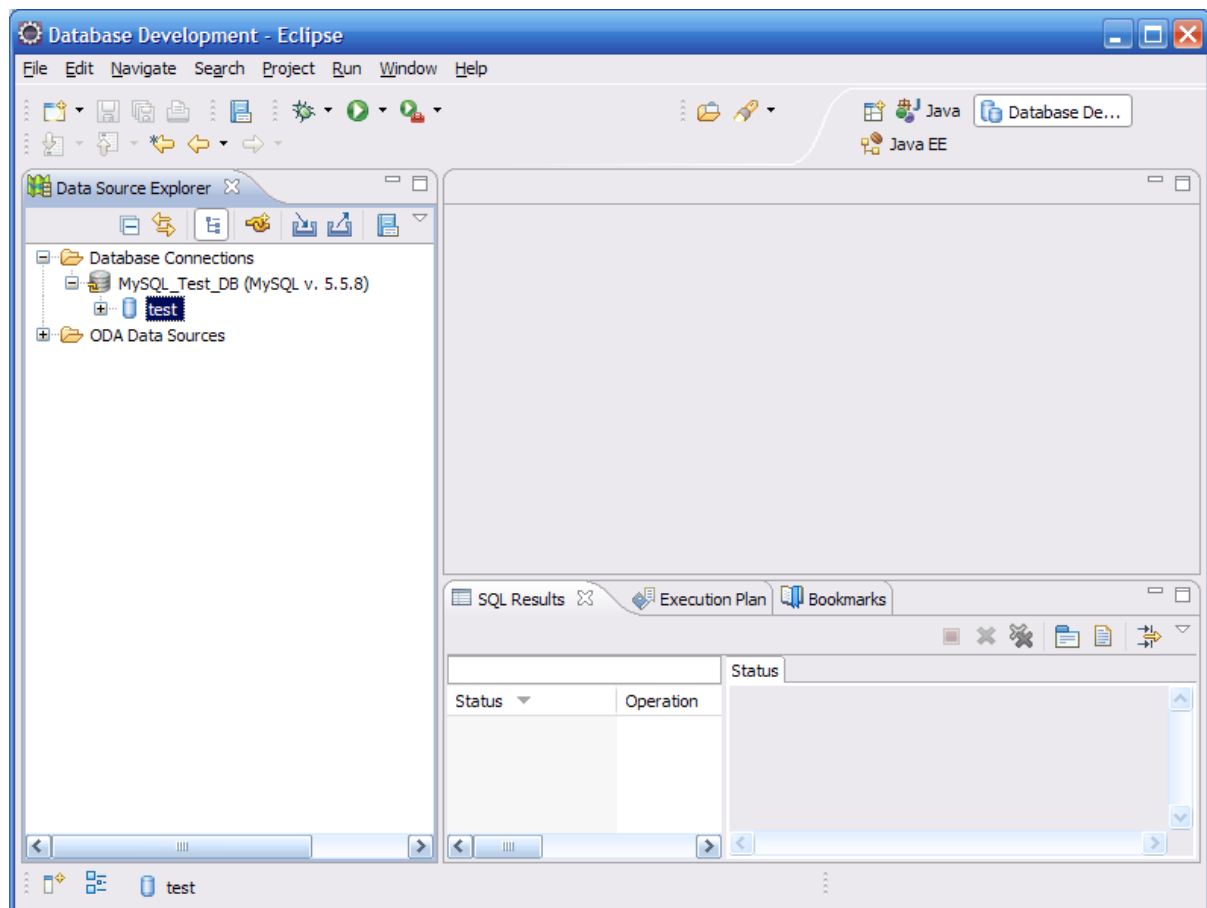 Database Development - Eclipse
File Edit Navigate Search Project Run Window Help
Java Database De...
Java EE
Data Source Explorer
Database Connections
MySQL_Test_DB (MySQL v. 5.5.8)
test
ODA Data Sources
SQL Results Execution Plan Bookmarks
Status
Status Operation
test